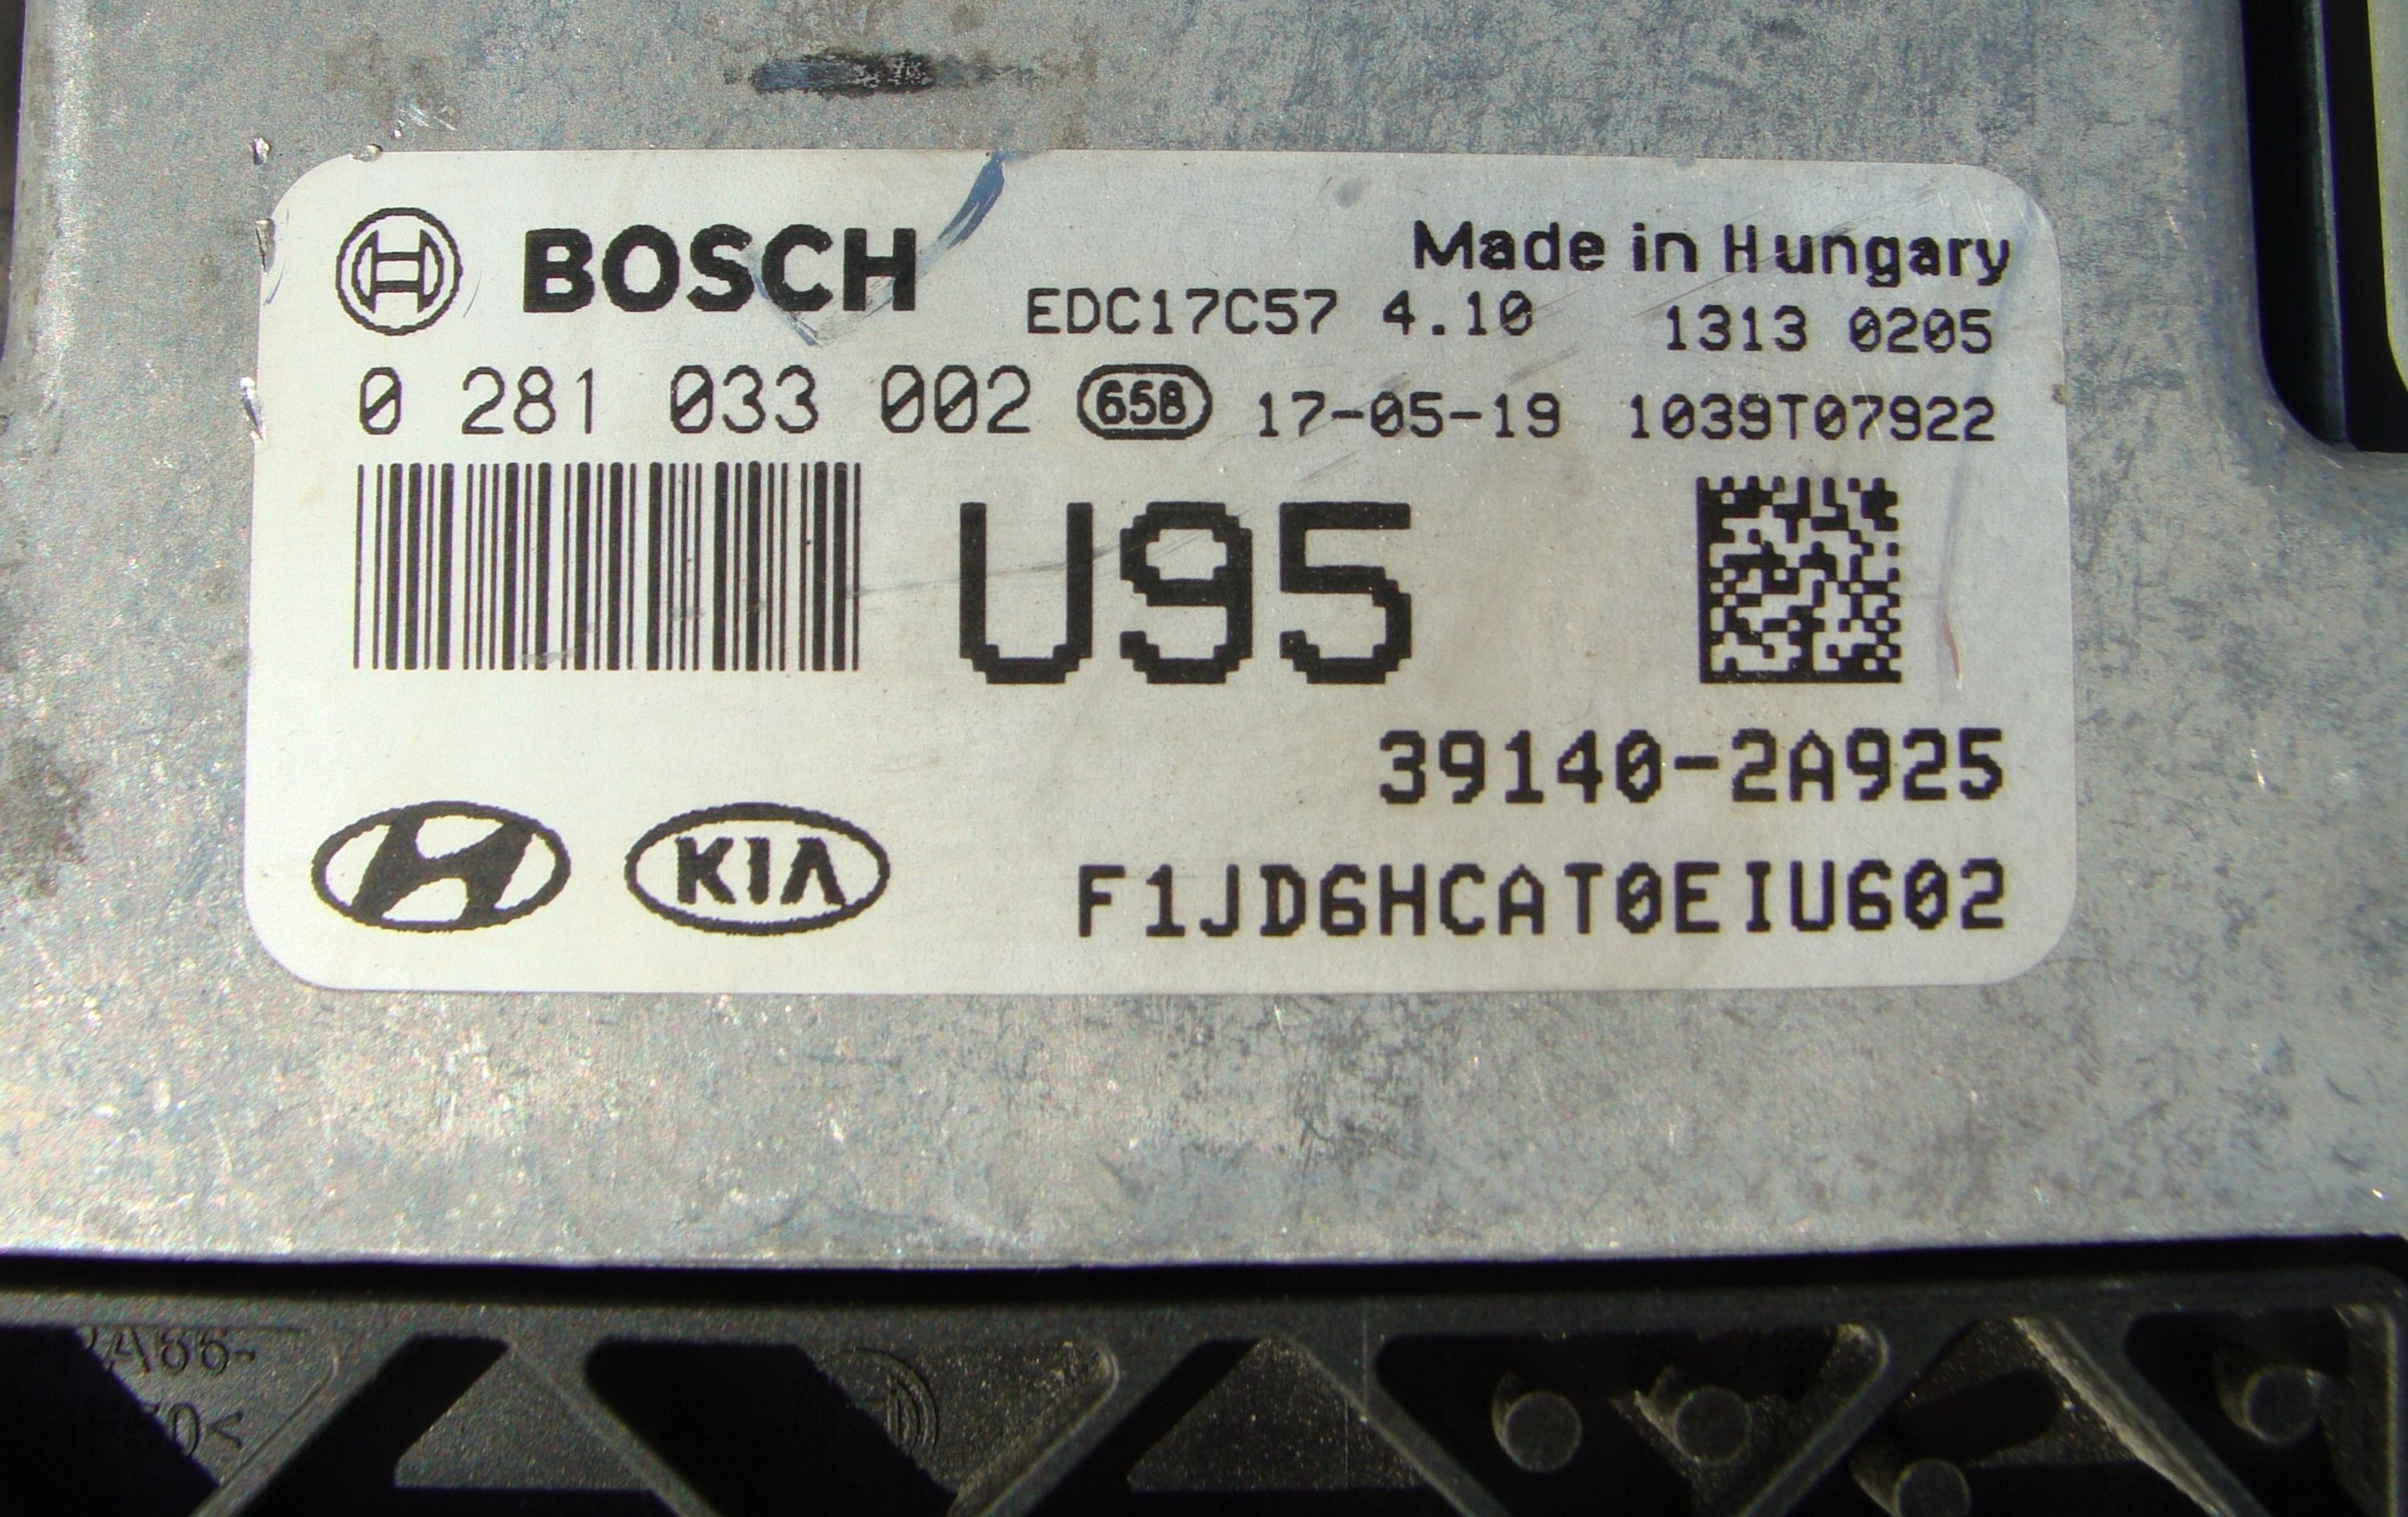 BOSCH
Made in Hungary
EDC17C57 4.10 1313 0205
0 281 033 002 658 17-05-19 1039T07922
U95
39140-2A925
KIA
F1JD6HCAT0EIU602